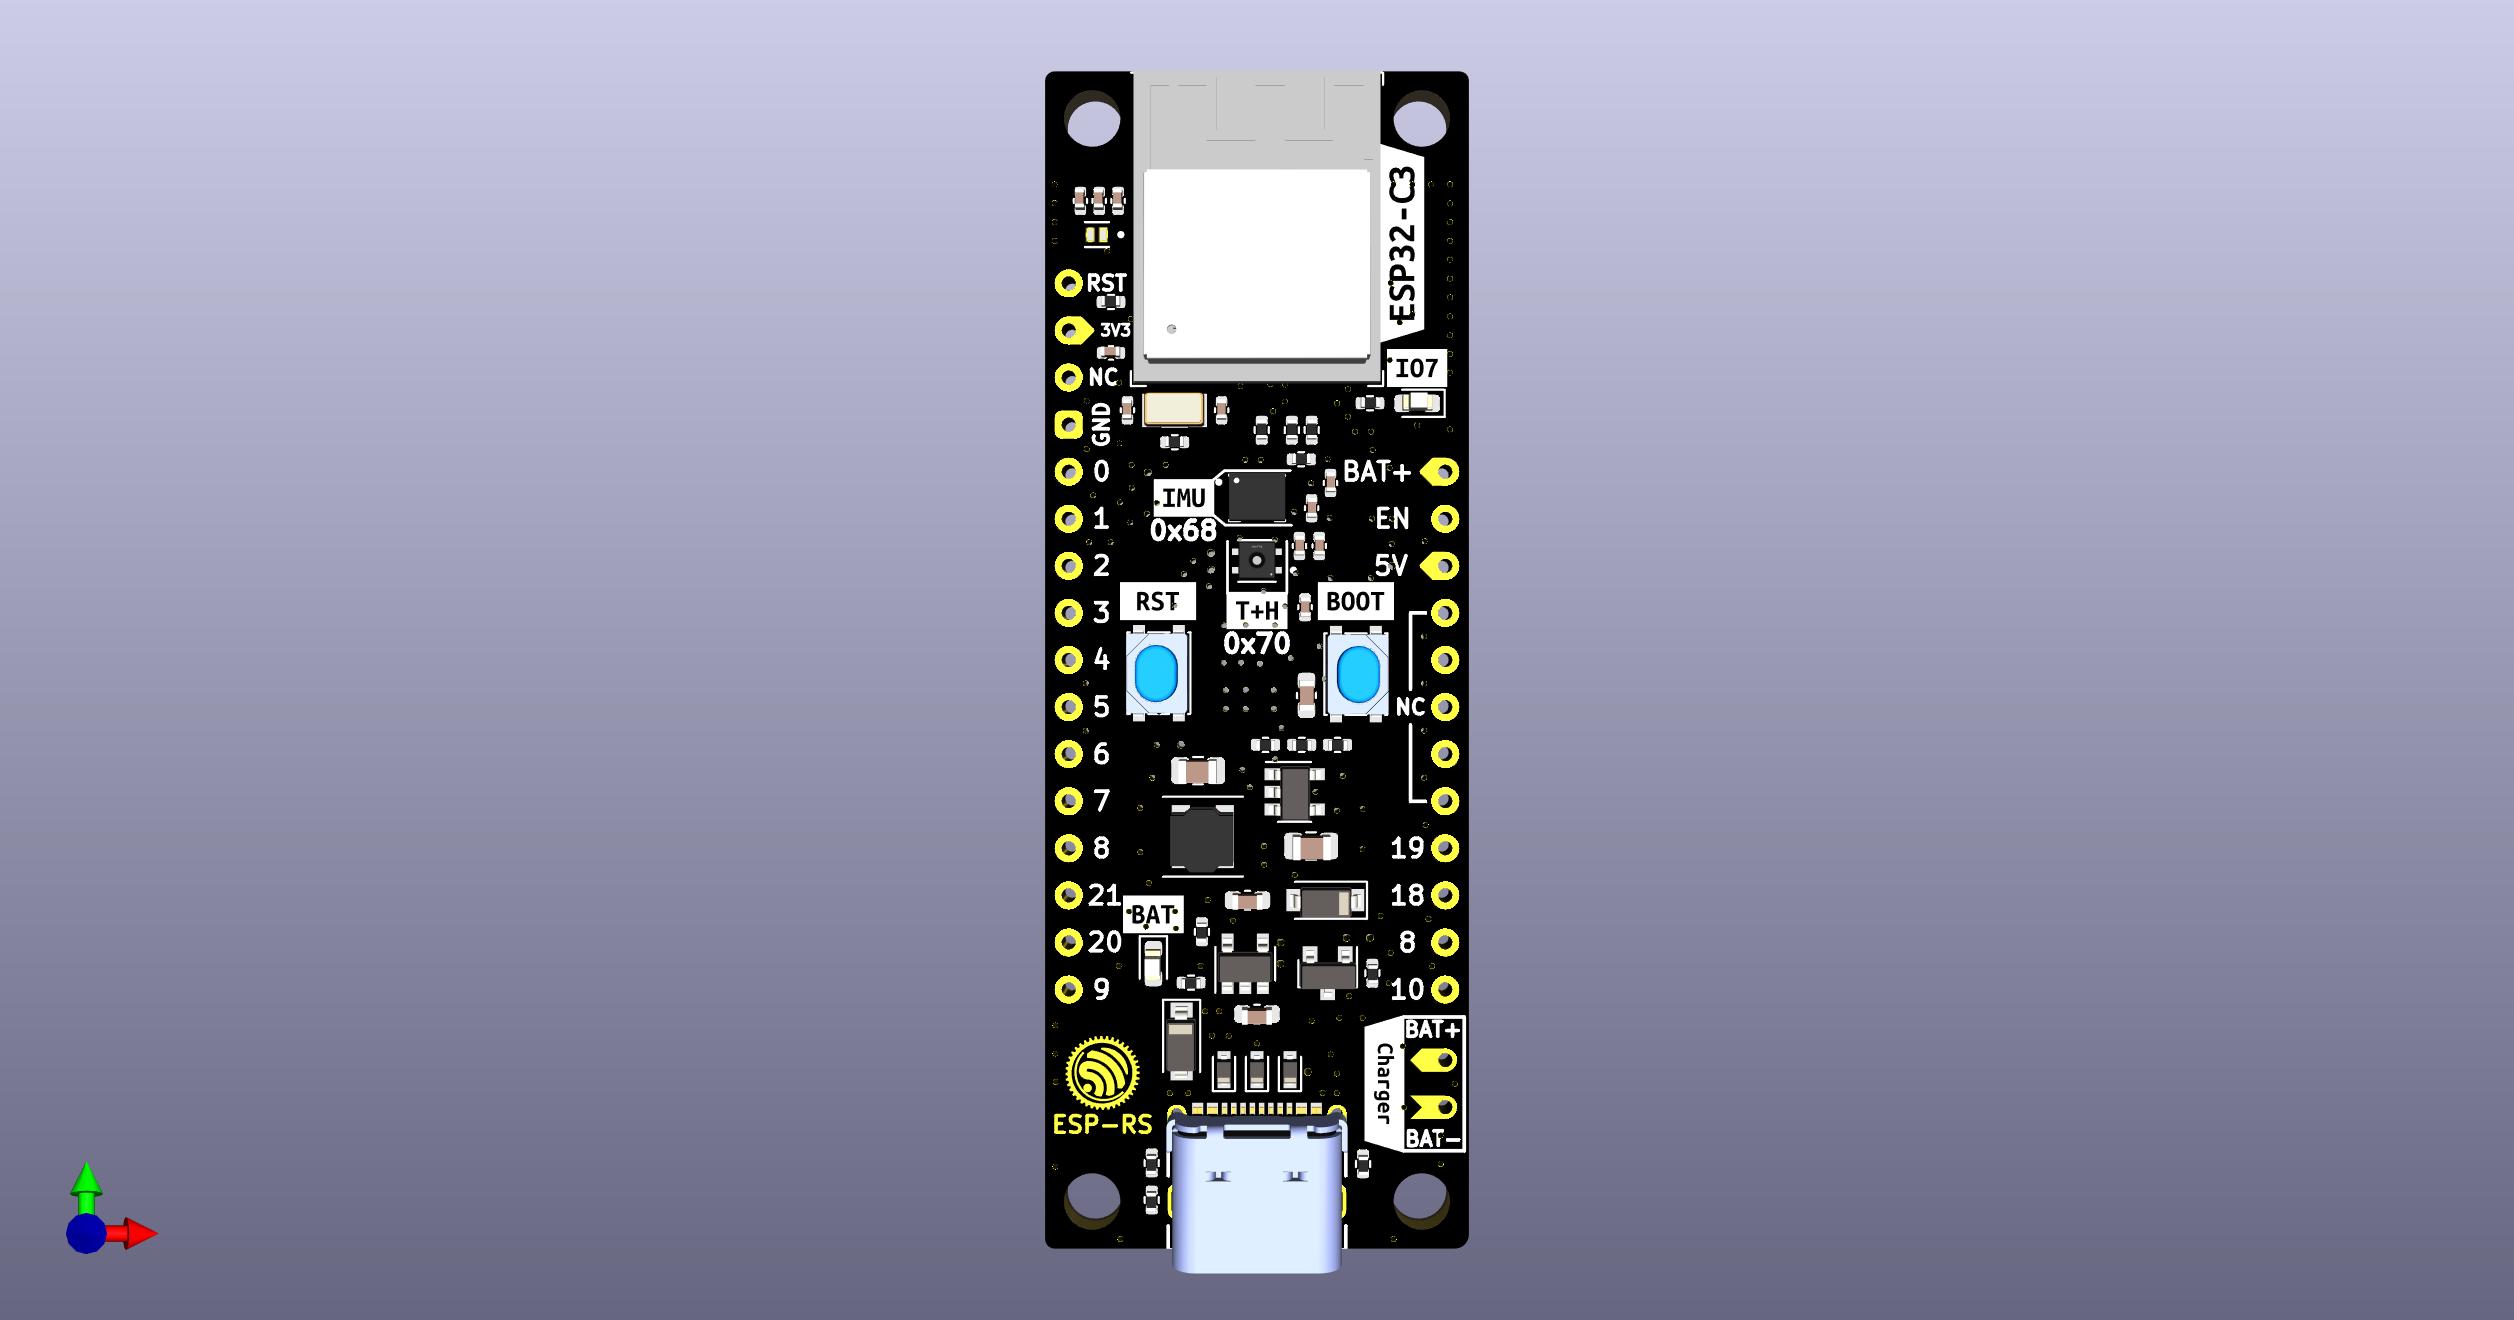 ESP32-C3
RST
3V3
NC
GND
IO7
0
BAT+
IMU
1
EN
0x68
2
5V
RST
BOOT
3
T+H
0x70
4
5
NC
6
7
8
19
21
18
BAT
20
8
9
10
BAT+
Charger
ESP-RS
BAT-